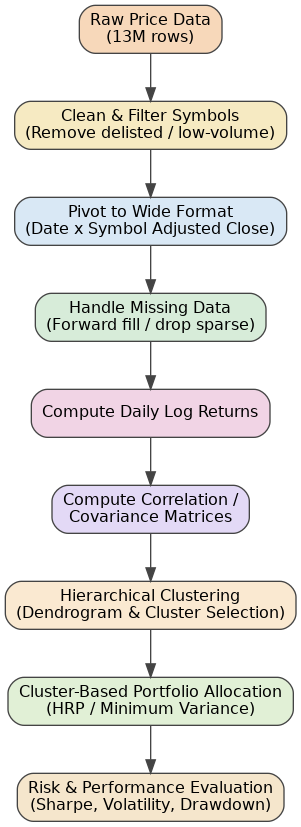 Raw Price Data
(13M rows)
Clean & Filter Symbols
(Remove delisted / low-volume)
Pivot to Wide Format
(Date x Symbol Adjusted Close)
Handle Missing Data
(Forward fill / drop sparse)
Compute Daily Log Returns
Compute Correlation /
Covariance Matrices
Hierarchical Clustering
(Dendrogram & Cluster Selection)
Cluster-Based Portfolio Allocation
(HRP / Minimum Variance)
Risk & Performance Evaluation
(Sharpe, Volatility, Drawdown)